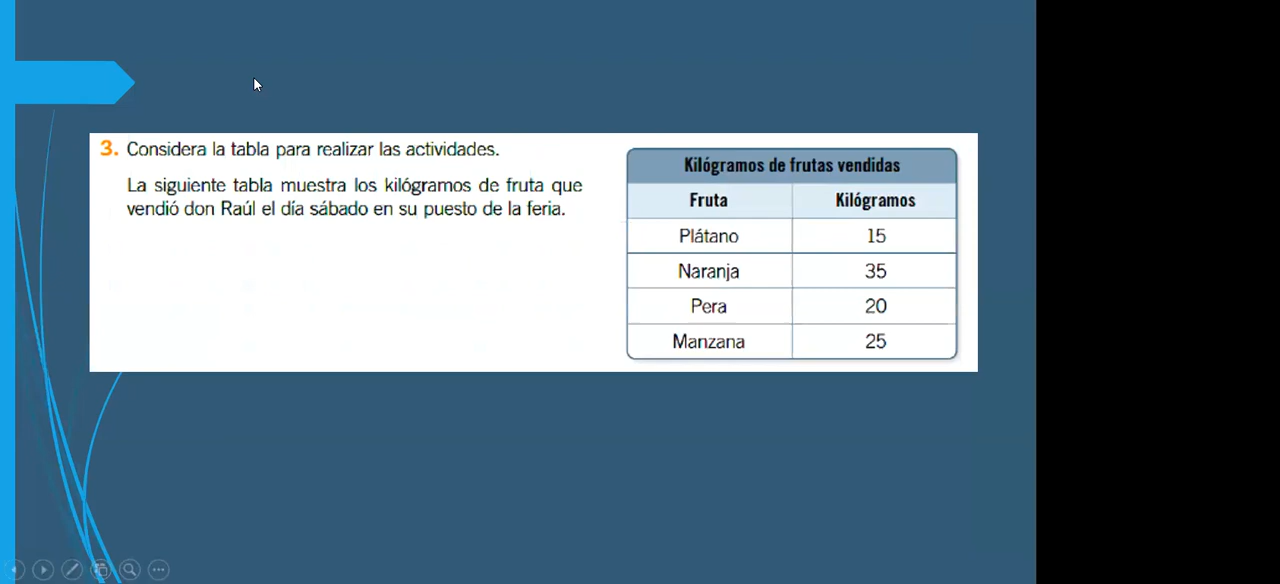 3. Considera la tabla para realizar las actividades.
La siguiente tabla muestra los kilógramos de fruta que
vendió don Raúl el día sábado en su puesto de la feria.
Kilógramos de frutas vendidas
Fruta Kilógramos
Plátano 15
Naranja 35
Pera 20
Manzana 25